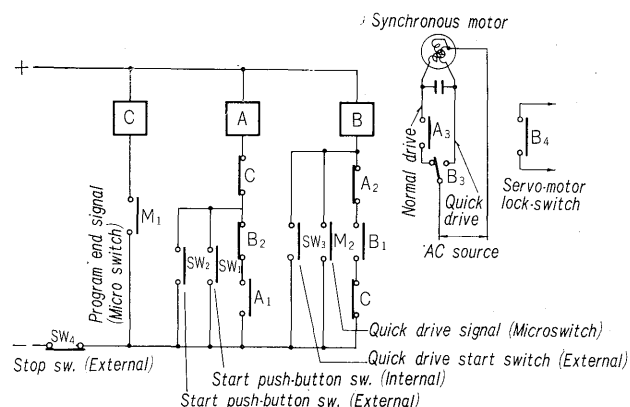 Synchronous motor
+
C
A
B
C
A₂
A₃
B₃
B₄
Normal drive
Quick drive
Servo-motor lock-switch
AC source
Program end signal (Micro switch)
M₁
SW₂
SW₁
B₂
A₁
SW₃
M₂
B₁
C
−
SW₄
Stop sw. (External)
Quick drive signal (Microswitch)
Quick drive start switch (External)
Start push-button sw. (Internal)
Start push-button sw. (External)